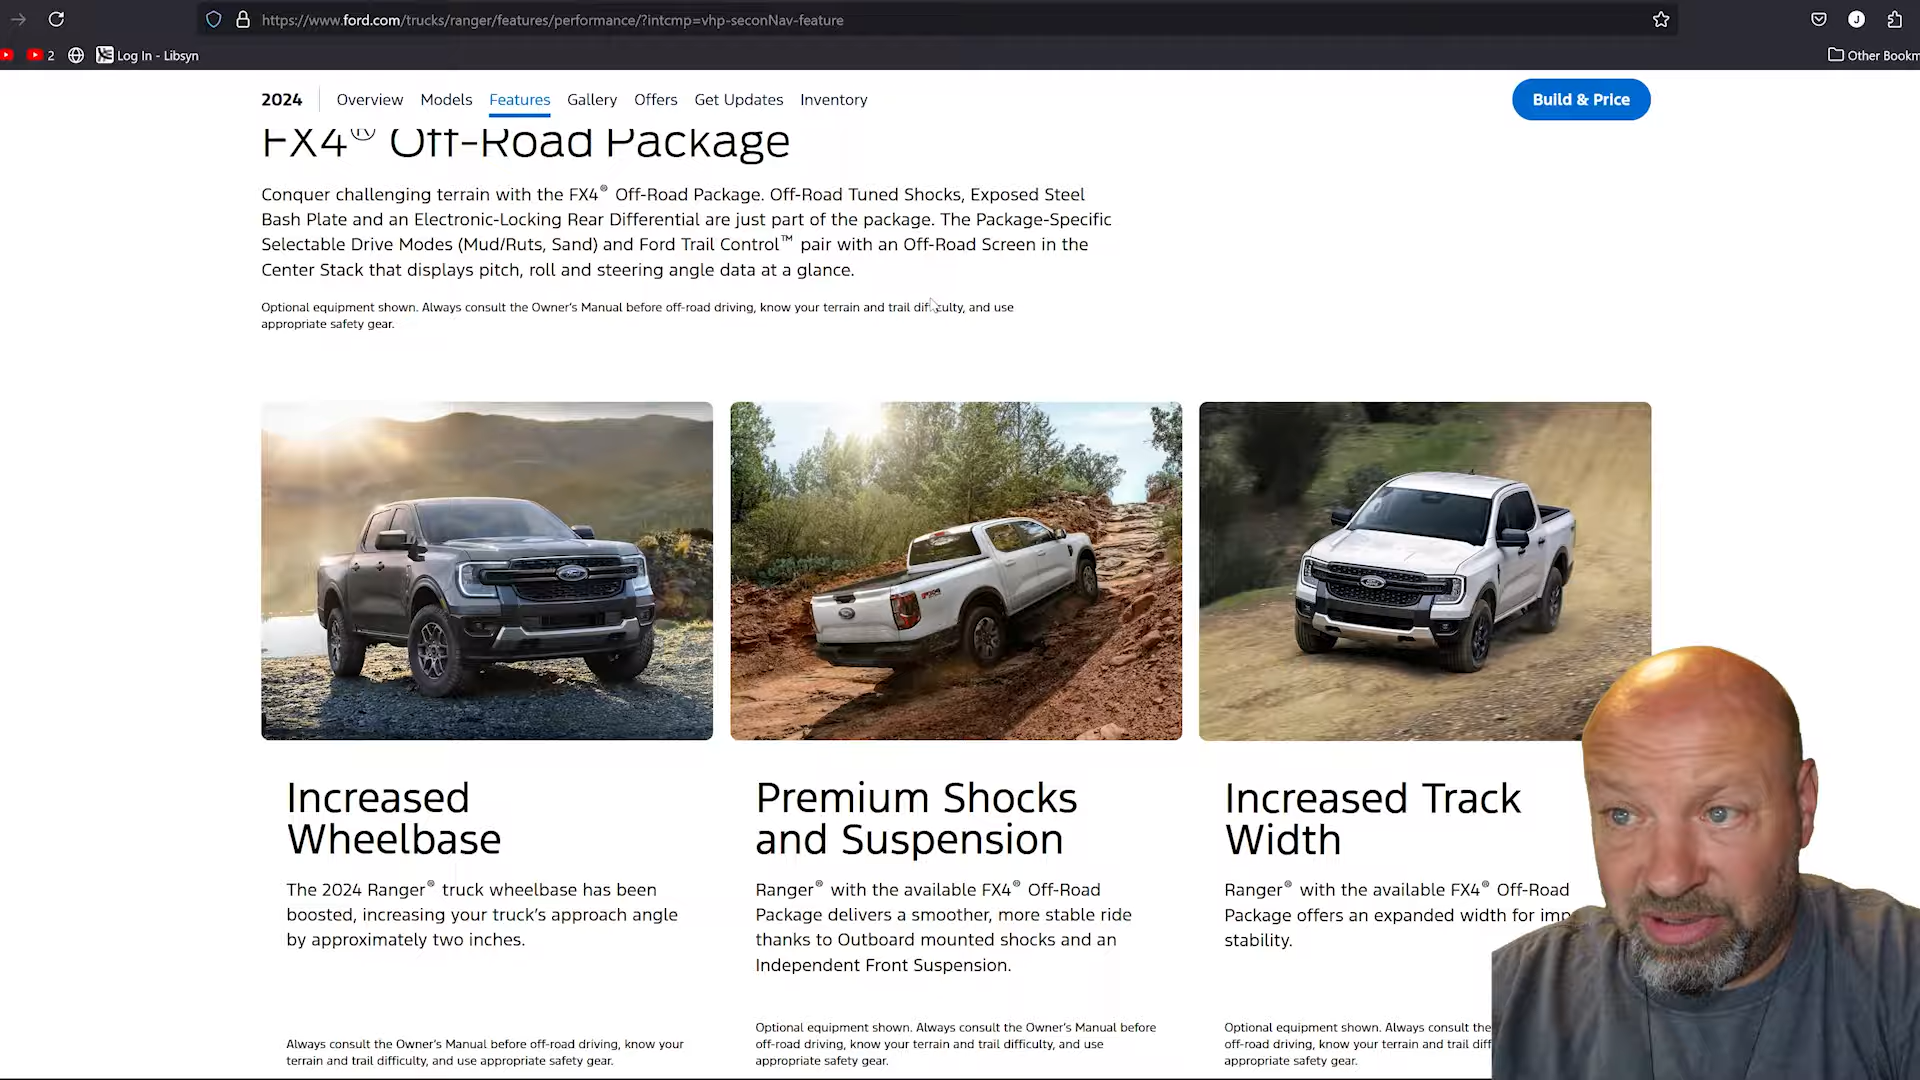 https://www.ford.com/trucks/ranger/features/performance/?intcmp=vhp-seconNav-feature
J
2
Log In - Libsyn
Other Bookm
2024
Overview
Models
Features
Gallery
Offers
Get Updates
Inventory
Build & Price
FX4® Off-Road Package
Conquer challenging terrain with the FX4® Off-Road Package. Off-Road Tuned Shocks, Exposed Steel
Bash Plate and an Electronic-Locking Rear Differential are just part of the package. The Package-Specific
Selectable Drive Modes (Mud/Ruts, Sand) and Ford Trail Control™ pair with an Off-Road Screen in the
Center Stack that displays pitch, roll and steering angle data at a glance.
Optional equipment shown. Always consult the Owner's Manual before off-road driving, know your terrain and trail difficulty, and use
appropriate safety gear.
Ford
Ford
FX4
Ford
Increased
Wheelbase
The 2024 Ranger® truck wheelbase has been
boosted, increasing your truck's approach angle
by approximately two inches.
Always consult the Owner's Manual before off-road driving, know your
terrain and trail difficulty, and use appropriate safety gear.
Premium Shocks
and Suspension
Ranger® with the available FX4® Off-Road
Package delivers a smoother, more stable ride
thanks to Outboard mounted shocks and an
Independent Front Suspension.
Optional equipment shown. Always consult the Owner's Manual before
off-road driving, know your terrain and trail difficulty, and use
appropriate safety gear.
Increased Track
Width
Ranger® with the available FX4® Off-Road
Package offers an expanded width for imp
stability.
Optional equipment shown. Always consult the
off-road driving, know your terrain and trail diff
appropriate safety gear.